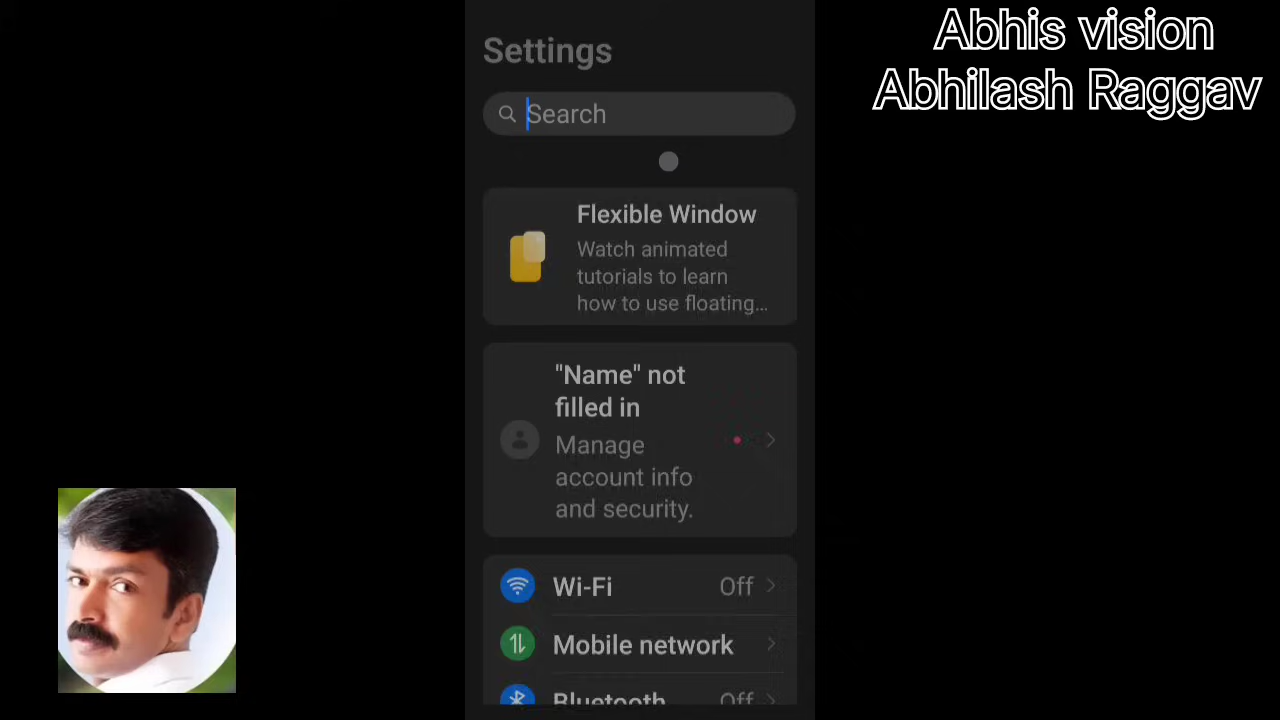 Abhis vision
Abhilash Raggav
Settings
Search
Flexible Window
Watch animated
tutorials to learn
how to use floating...
"Name" not
filled in
Manage
account info
and security.
Wi-Fi Off
Mobile network
Bluetooth Off